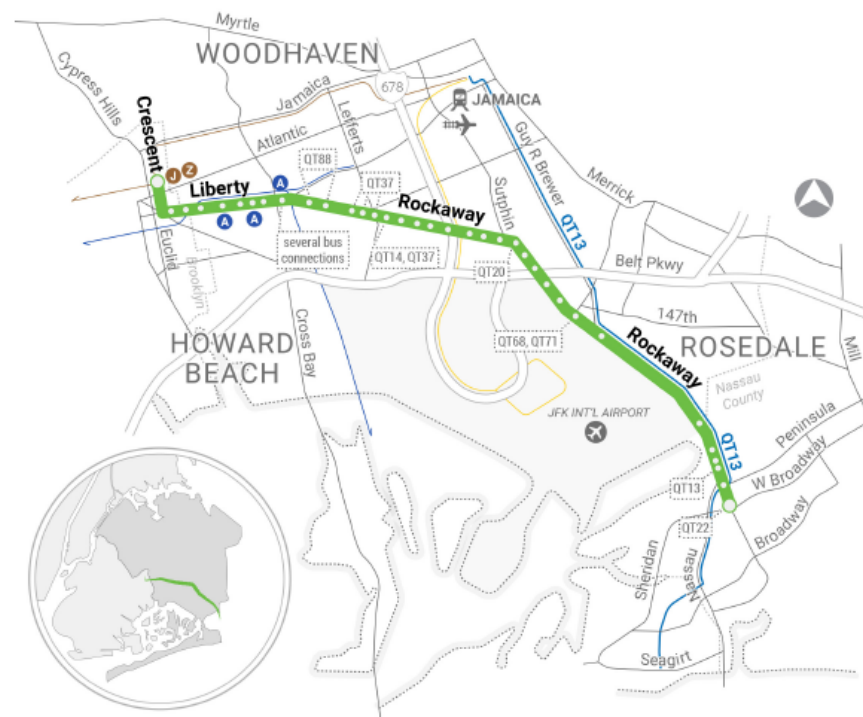 Myrtle
WOODHAVEN
Cypress Hills
678
Jamaica
JAMAICA
Crescent
Atlantic
Lefferts
Guy R Brewer
J
Z
QT88
Merrick
A
Liberty
QT37
Sutphin
Rockaway
QT13
A
A
Euclid
several bus
connections
QT14, QT37
Belt Pkwy
Brooklyn
QT20
147th
Mill
HOWARD
BEACH
Cross Bay
QT68, QT71
Rockaway
ROSEDALE
Nassau
County
JFK INT'L AIRPORT
Peninsula
QT13
W Broadway
QT13
QT22
Broadway
Sheridan
Nassau
Seagirt